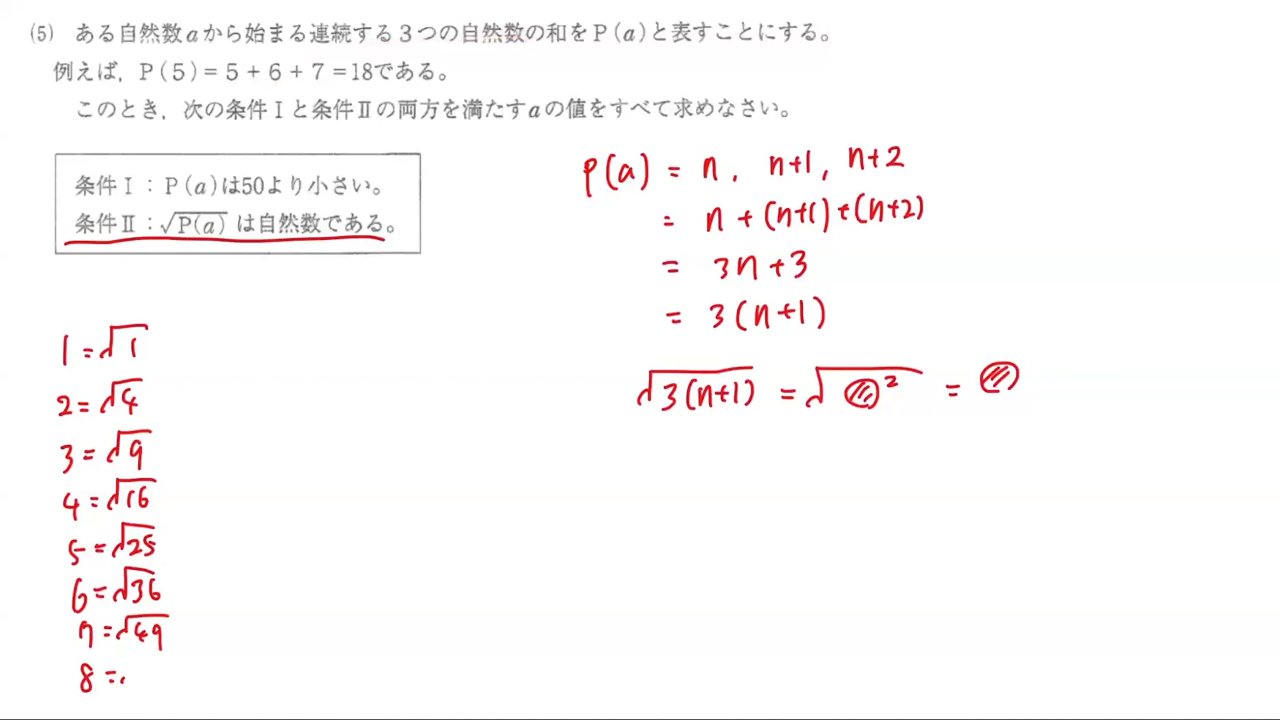 (5) ある自然数aから始まる連続する3つの自然数の和をP(a)と表すことにする。
例えば,P(5)=5+6+7=18である。
このとき,次の条件Ⅰと条件Ⅱの両方を満たすaの値をすべて求めなさい。
条件Ⅰ:P(a)は50より小さい。
条件Ⅱ:√P(a) は自然数である。
P(a) = n, n+1, n+2
= n+(n+1)+(n+2)
= 3n+3
= 3(n+1)
√3(n+1) = √○² = ○
1=√1
2=√4
3=√9
4=√16
5=√25
6=√36
7=√49
8=